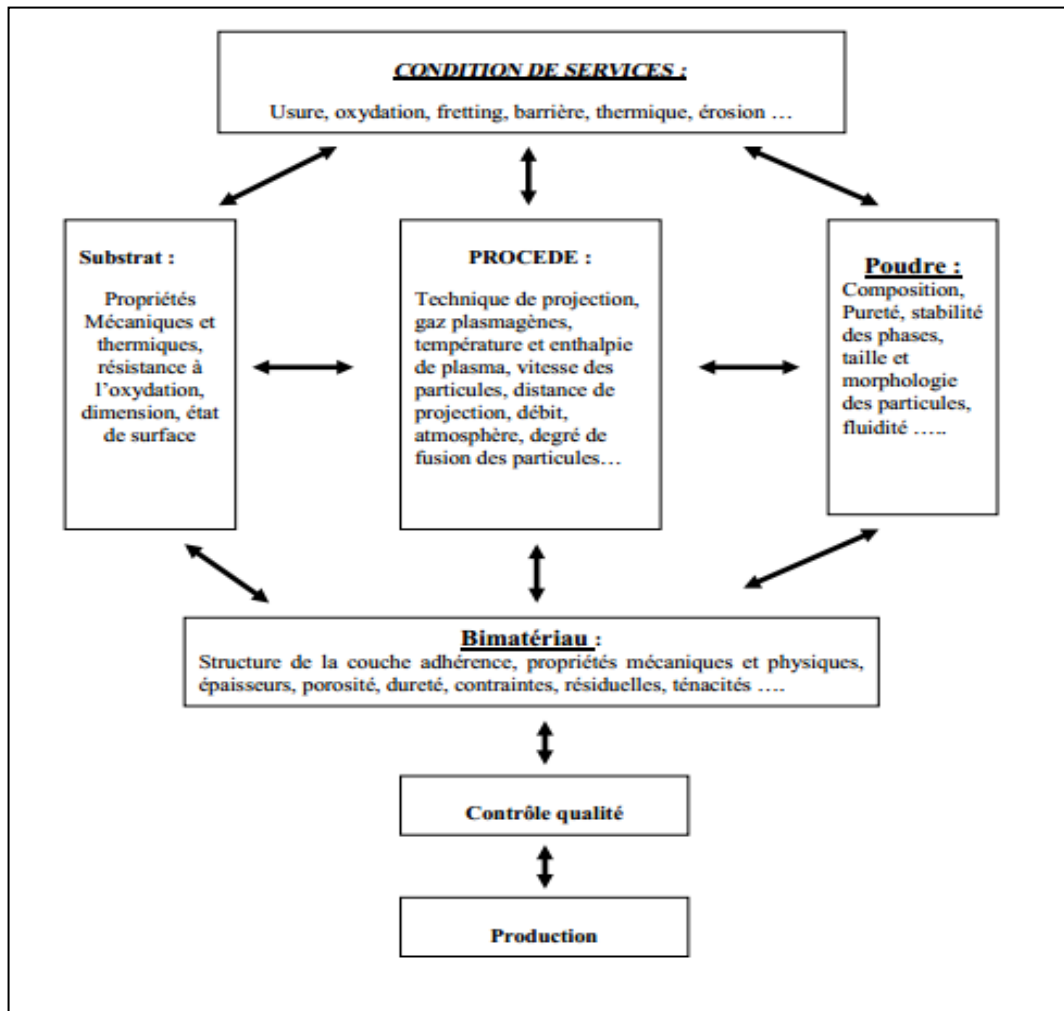 CONDITION DE SERVICES :
Usure, oxydation, fretting, barrière, thermique, érosion …
Substrat :
Propriétés
Mécaniques et
thermiques,
résistance à
l’oxydation,
dimension, état
de surface
PROCEDE :
Technique de projection,
gaz plasmagènes,
température et enthalpie
de plasma, vitesse des
particules, distance de
projection, débit,
atmosphère, degré de
fusion des particules…
Poudre :
Composition,
Pureté, stabilité
des phases,
taille et
morphologie
des particules,
fluidité …..
Bimatériau :
Structure de la couche adhérence, propriétés mécaniques et physiques,
épaisseurs, porosité, dureté, contraintes, résiduelles, ténacités ….
Contrôle qualité
Production